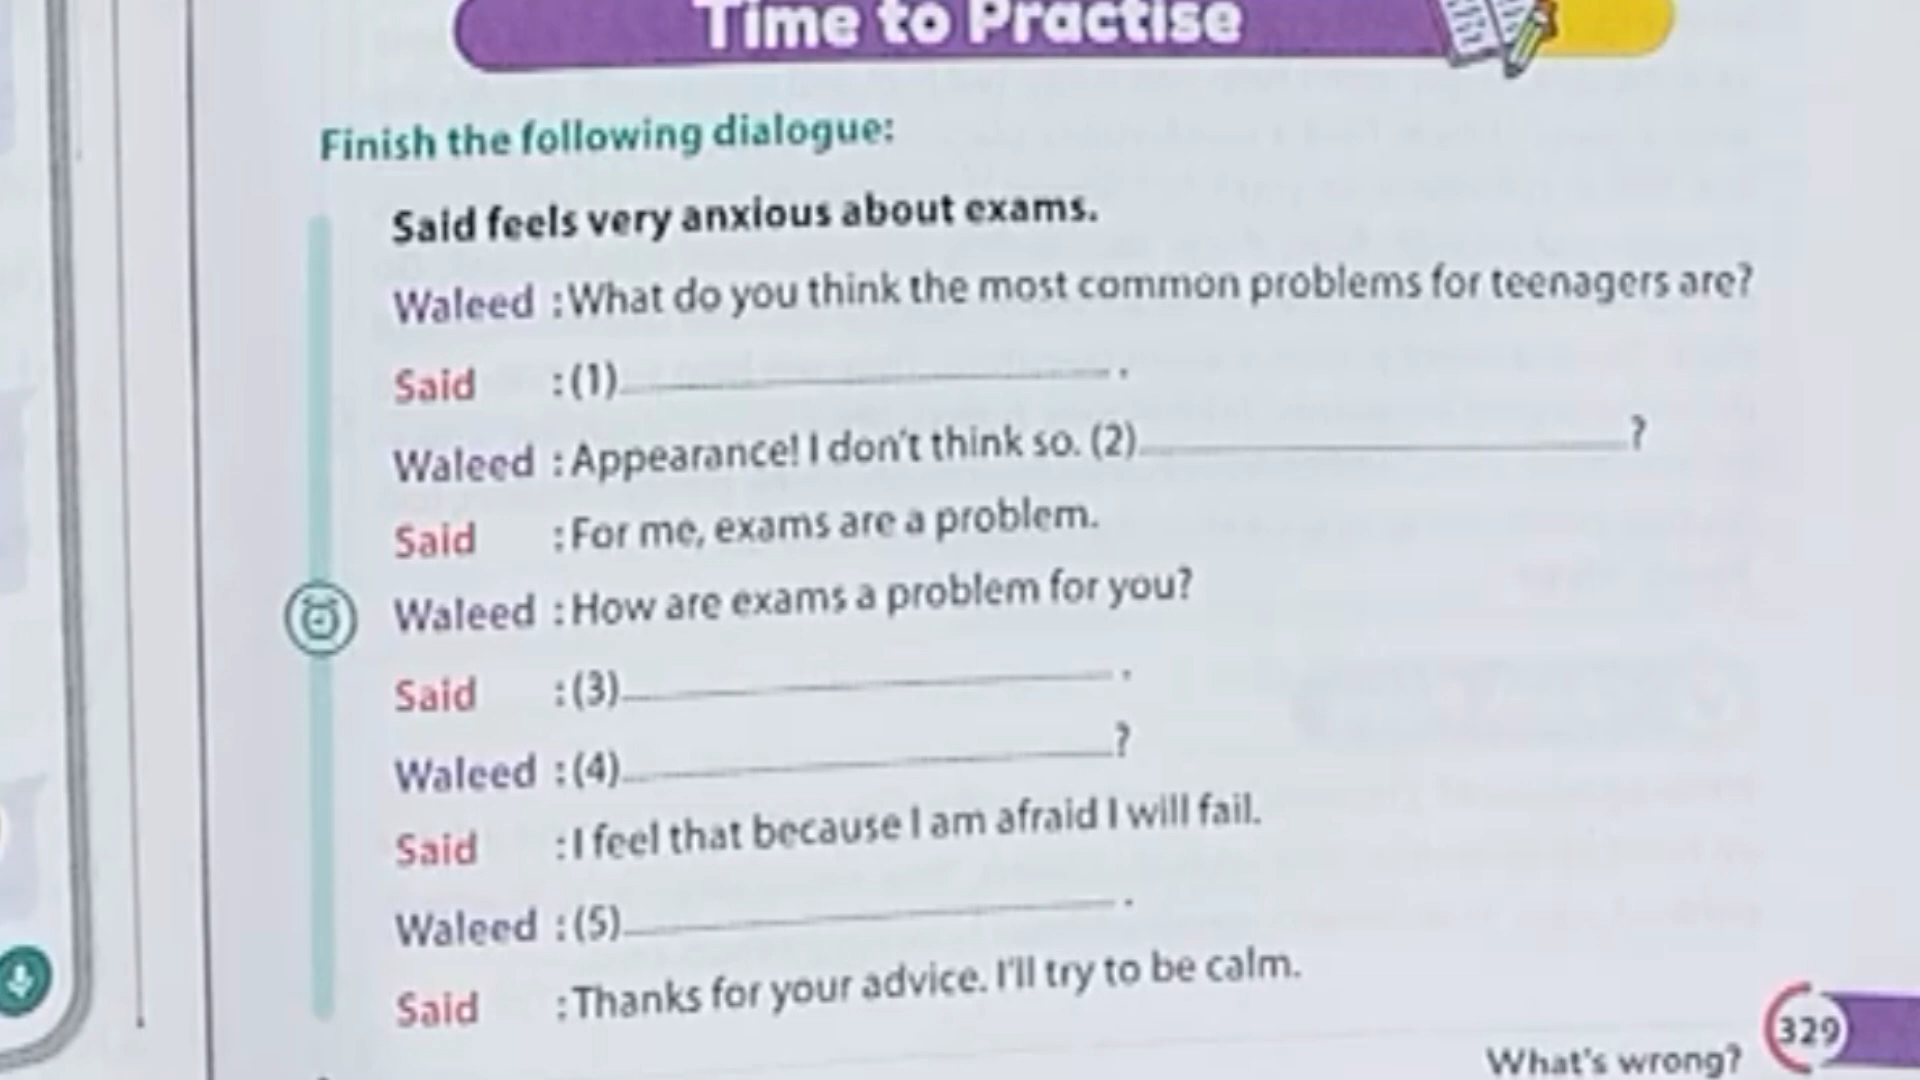 Time to Practise
Finish the following dialogue:
Said feels very anxious about exams.
Waleed : What do you think the most common problems for teenagers are?
Said : (1) .
Waleed : Appearance! I don't think so. (2) ?
Said : For me, exams are a problem.
Waleed : How are exams a problem for you?
Said : (3) .
Waleed : (4) ?
Said : I feel that because I am afraid I will fail.
Waleed : (5) .
Said : Thanks for your advice. I'll try to be calm.
What's wrong? 329